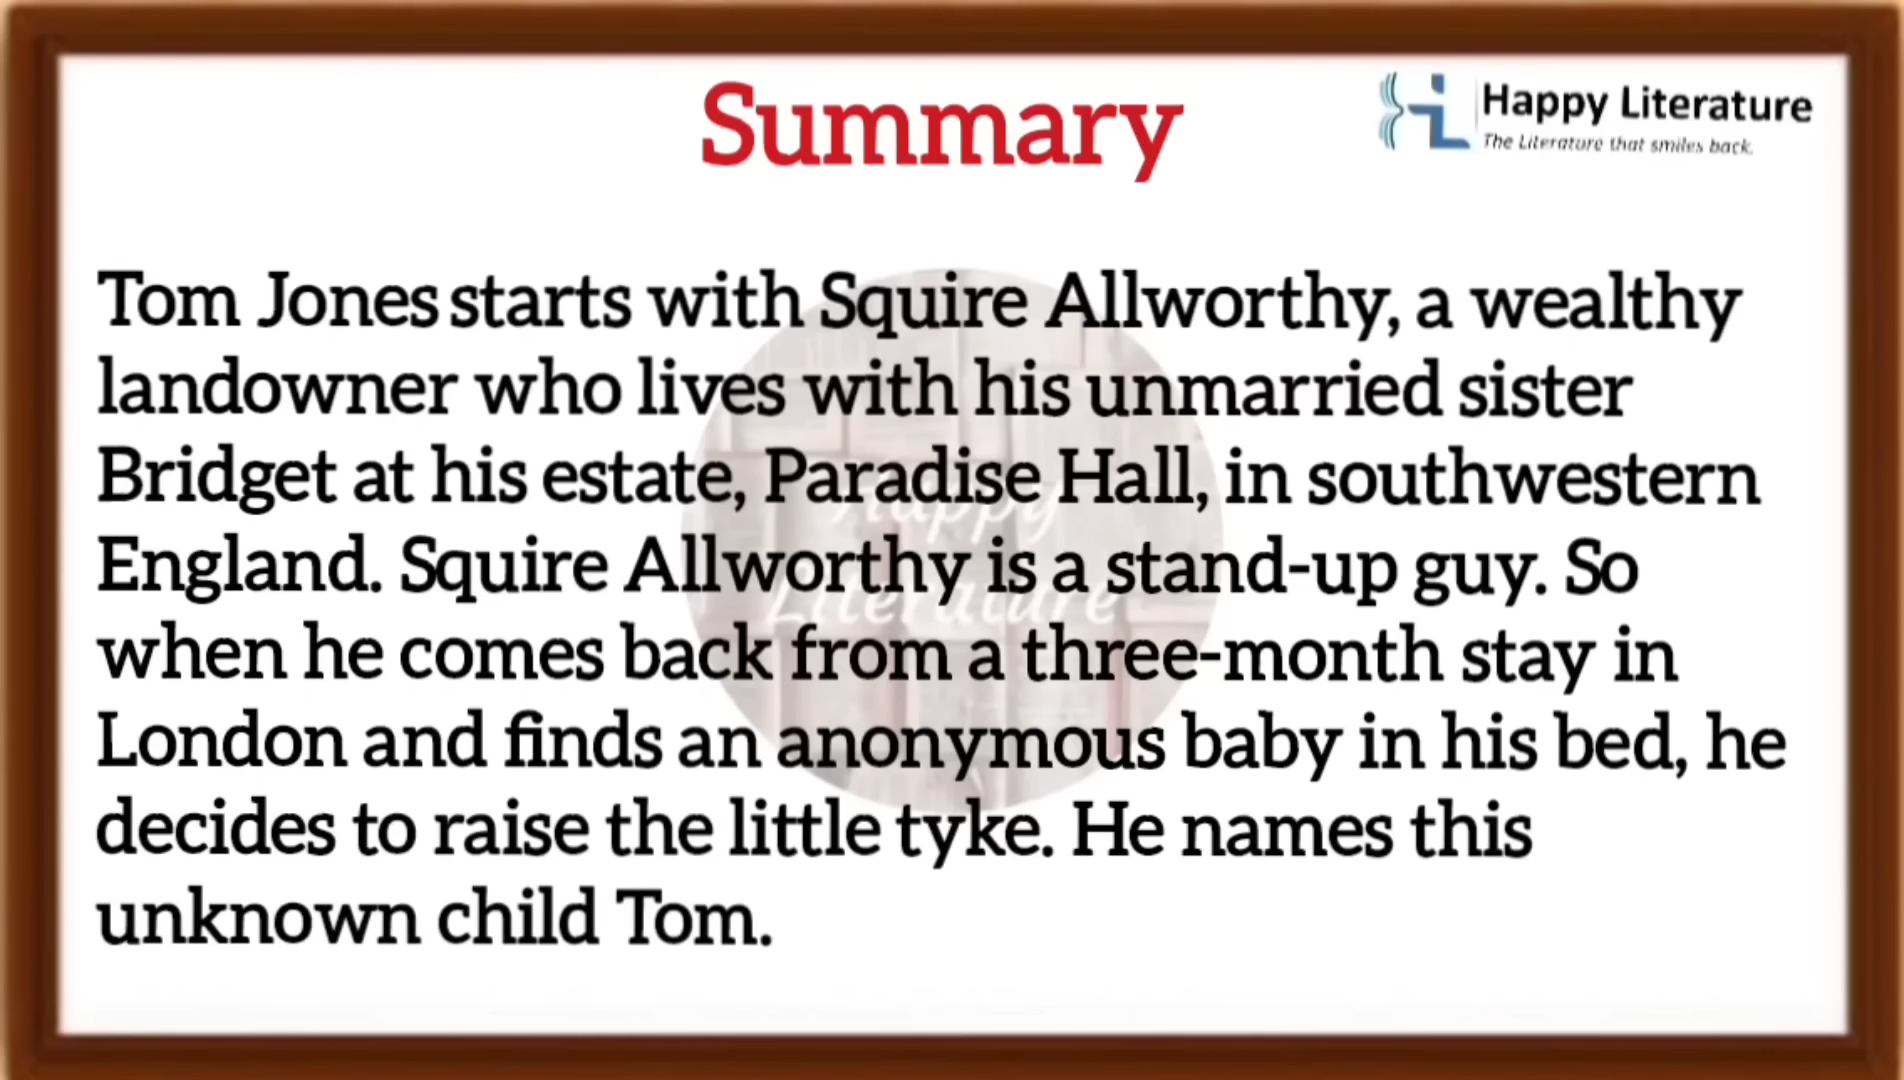 Summary
Happy Literature
The Literature that smiles back.
Tom Jones starts with Squire Allworthy, a wealthy
landowner who lives with his unmarried sister
Bridget at his estate, Paradise Hall, in southwestern
England. Squire Allworthy is a stand-up guy. So
when he comes back from a three-month stay in
London and finds an anonymous baby in his bed, he
decides to raise the little tyke. He names this
unknown child Tom.
Happy
Literature